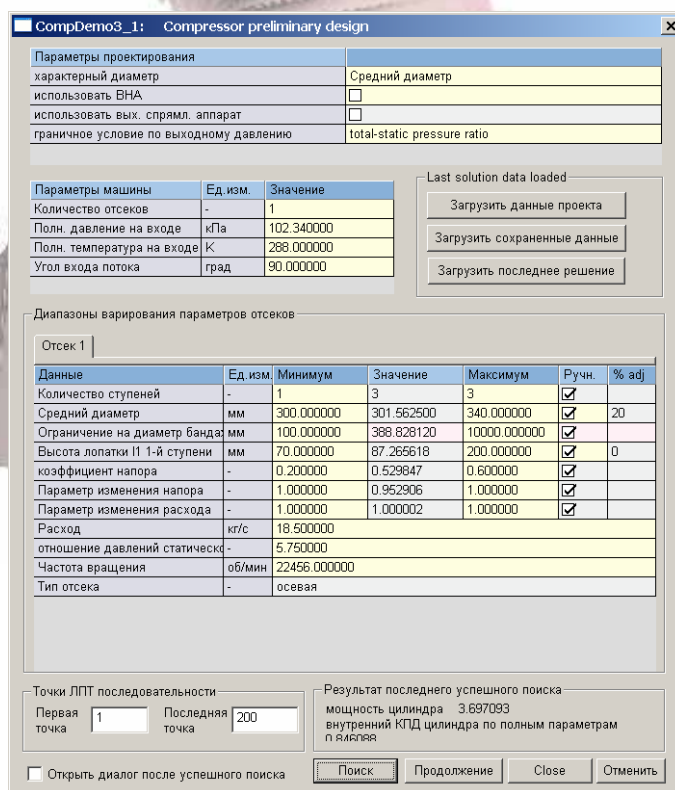 CompDemo3_1: Compressor preliminary design
Параметры проектирования
характерный диаметр Средний диаметр
использовать ВНА
использовать вых. спрямл. аппарат
граничное условие по выходному давлению total-static pressure ratio
Параметры машины Ед.изм. Значение
Количество отсеков - 1
Полн. давление на входе кПа 102.340000
Полн. температура на входе К 288.000000
Угол входа потока град 90.000000
Last solution data loaded
Загрузить данные проекта
Загрузить сохраненные данные
Загрузить последнее решение
Диапазоны варирования параметров отсеков
Отсек 1
Данные Ед.изм. Минимум Значение Максимум Ручн. % adj
Количество ступеней - 1 3 3
Средний диаметр мм 300.000000 301.562500 340.000000 20
Ограничение на диаметр банда мм 100.000000 388.828120 10000.000000
Высота лопатки l1 1-й ступени мм 70.000000 87.265618 200.000000 0
коэффициент напора - 0.200000 0.529847 0.600000
Параметр изменения напора - 1.000000 0.952906 1.000000
Параметр изменения расхода - 1.000000 1.000002 1.000000
Расход кг/с 18.500000
отношение давлений статическо - 5.750000
Частота вращения об/мин 22456.000000
Тип отсека - осевая
Точки ЛПТ последовательности
Первая точка 1 Последняя точка 200
Результат последнего успешного поиска
мощность цилиндра 3.697093
внутренний КПД цилиндра по полным параметрам
0.846088
Открыть диалог после успешного поиска
Поиск Продолжение Close Отменить